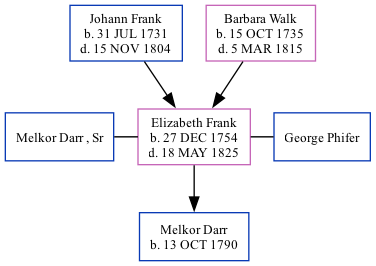 Johann Frank
b. 31 JUL 1731
d. 15 NOV 1804
Barbara Walk
b. 15 OCT 1735
d. 5 MAR 1815
Melkor Darr , Sr
Elizabeth Frank
b. 27 DEC 1754
d. 18 MAY 1825
George Phifer
Melkor Darr
b. 13 OCT 1790